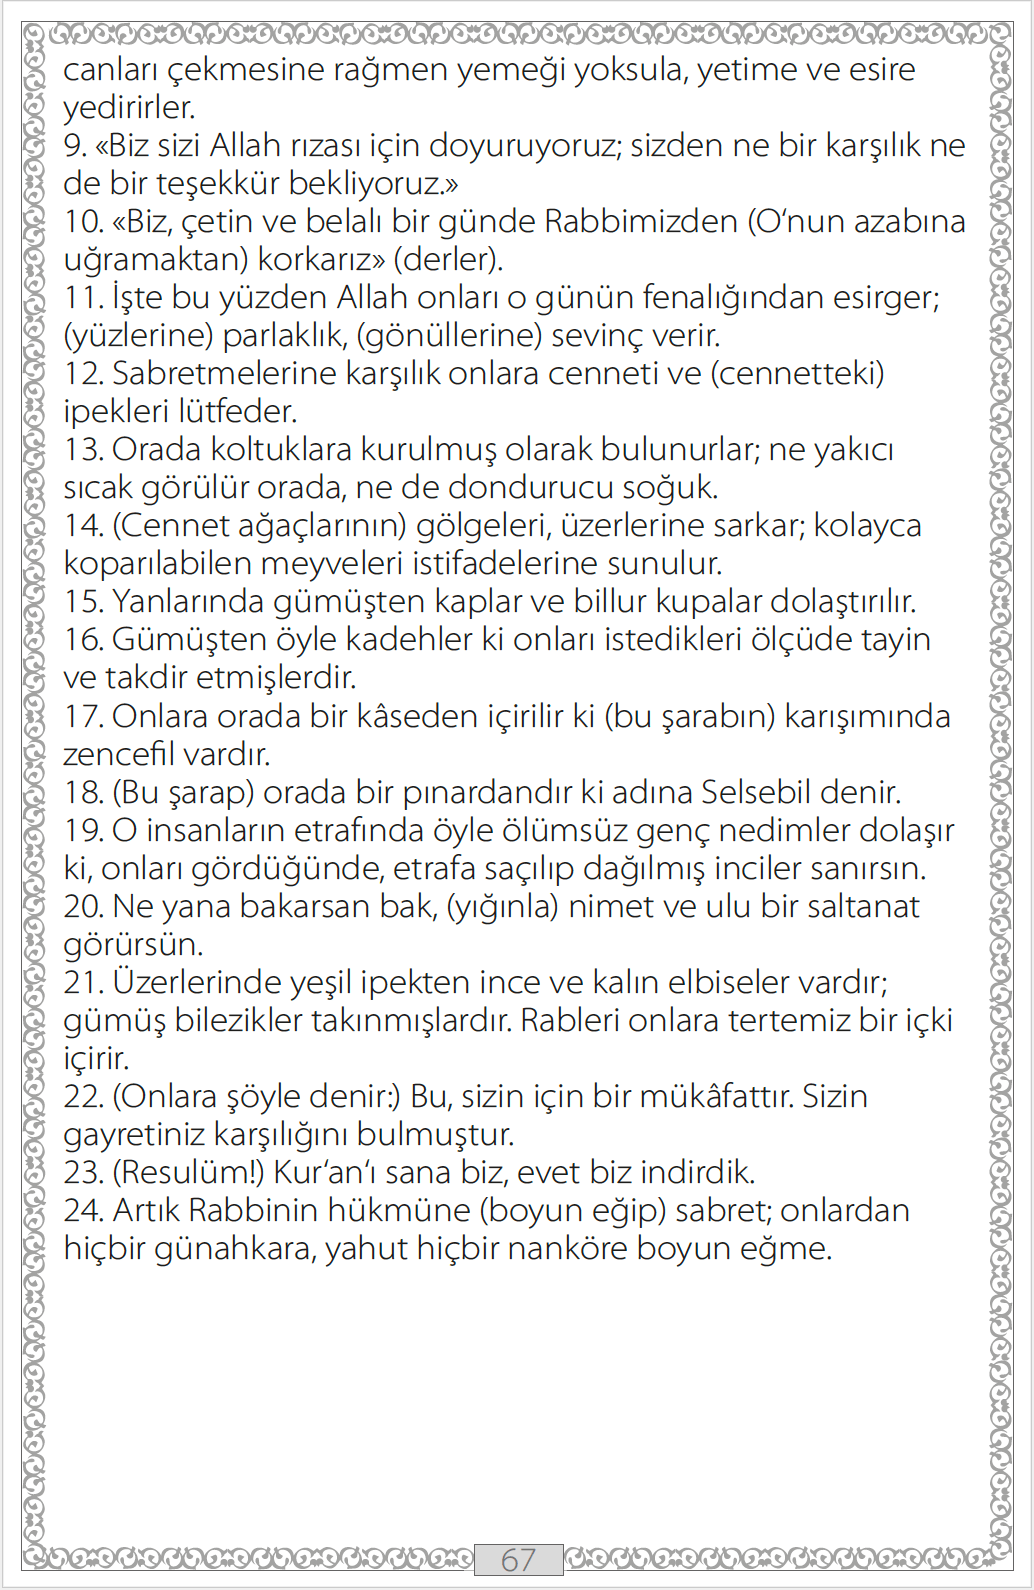 canları çekmesine rağmen yemeği yoksula, yetime ve esire
yedirirler.
9. «Biz sizi Allah rızası için doyuruyoruz; sizden ne bir karşılık ne
de bir teşekkür bekliyoruz.»
10. «Biz, çetin ve belalı bir günde Rabbimizden (O‘nun azabına
uğramaktan) korkarız» (derler).
11. İşte bu yüzden Allah onları o günün fenalığından esirger;
(yüzlerine) parlaklık, (gönüllerine) sevinç verir.
12. Sabretmelerine karşılık onlara cenneti ve (cennetteki)
ipekleri lütfeder.
13. Orada koltuklara kurulmuş olarak bulunurlar; ne yakıcı
sıcak görülür orada, ne de dondurucu soğuk.
14. (Cennet ağaçlarının) gölgeleri, üzerlerine sarkar; kolayca
koparılabilen meyveleri istifadelerine sunulur.
15. Yanlarında gümüşten kaplar ve billur kupalar dolaştırılır.
16. Gümüşten öyle kadehler ki onları istedikleri ölçüde tayin
ve takdir etmişlerdir.
17. Onlara orada bir kâseden içirilir ki (bu şarabın) karışımında
zencefil vardır.
18. (Bu şarap) orada bir pınardandır ki adına Selsebil denir.
19. O insanların etrafında öyle ölümsüz genç nedimler dolaşır
ki, onları gördüğünde, etrafa saçılıp dağılmış inciler sanırsın.
20. Ne yana bakarsan bak, (yığınla) nimet ve ulu bir saltanat
görürsün.
21. Üzerlerinde yeşil ipekten ince ve kalın elbiseler vardır;
gümüş bilezikler takınmışlardır. Rableri onlara tertemiz bir içki
içirir.
22. (Onlara şöyle denir:) Bu, sizin için bir mükâfattır. Sizin
gayretiniz karşılığını bulmuştur.
23. (Resulüm!) Kur‘an‘ı sana biz, evet biz indirdik.
24. Artık Rabbinin hükmüne (boyun eğip) sabret; onlardan
hiçbir günahkara, yahut hiçbir nanköre boyun eğme.
67